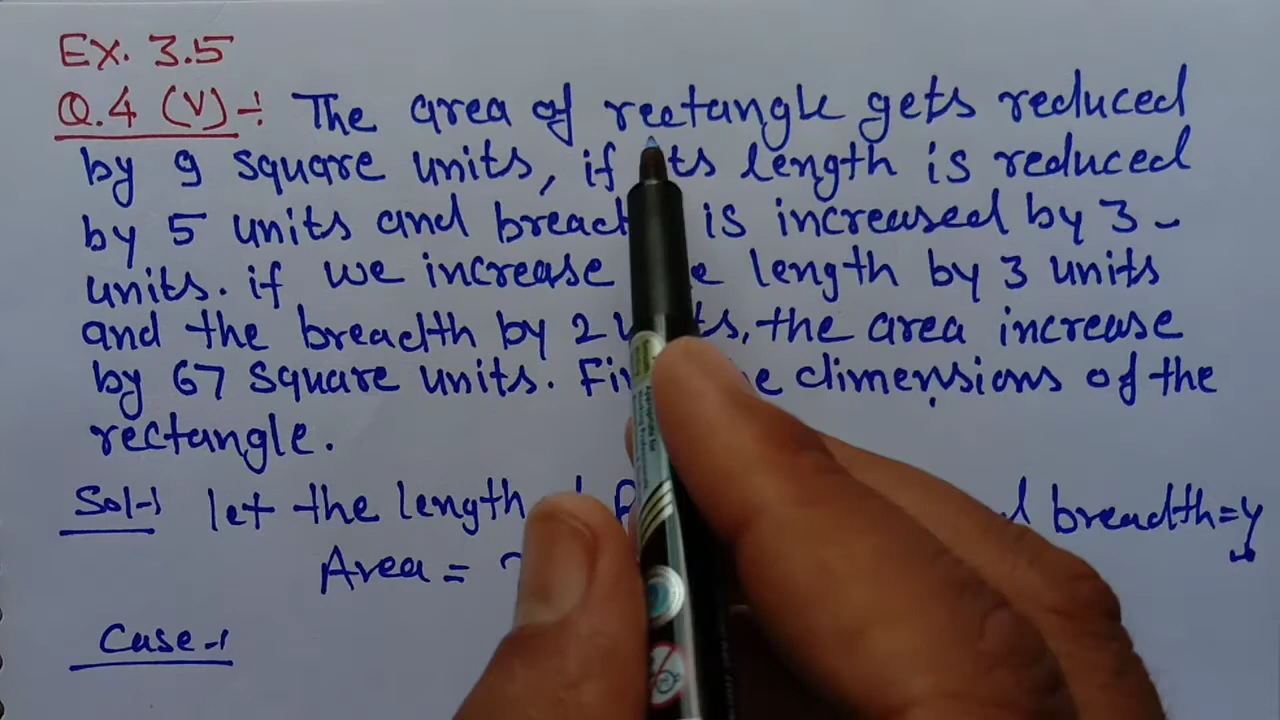 Ex. 3.5
Q.4 (V) ÷ The area of rectangle gets reduced
by 9 square units, if its length is reduced
by 5 units and breadth is increased by 3-
units. if we increase length by 3 units
and the breadth by 2 units, the area increase
by 67 square units. Find dimensions of the
rectangle.
Sol-1 let the length breadth=y
Area =
Case-1